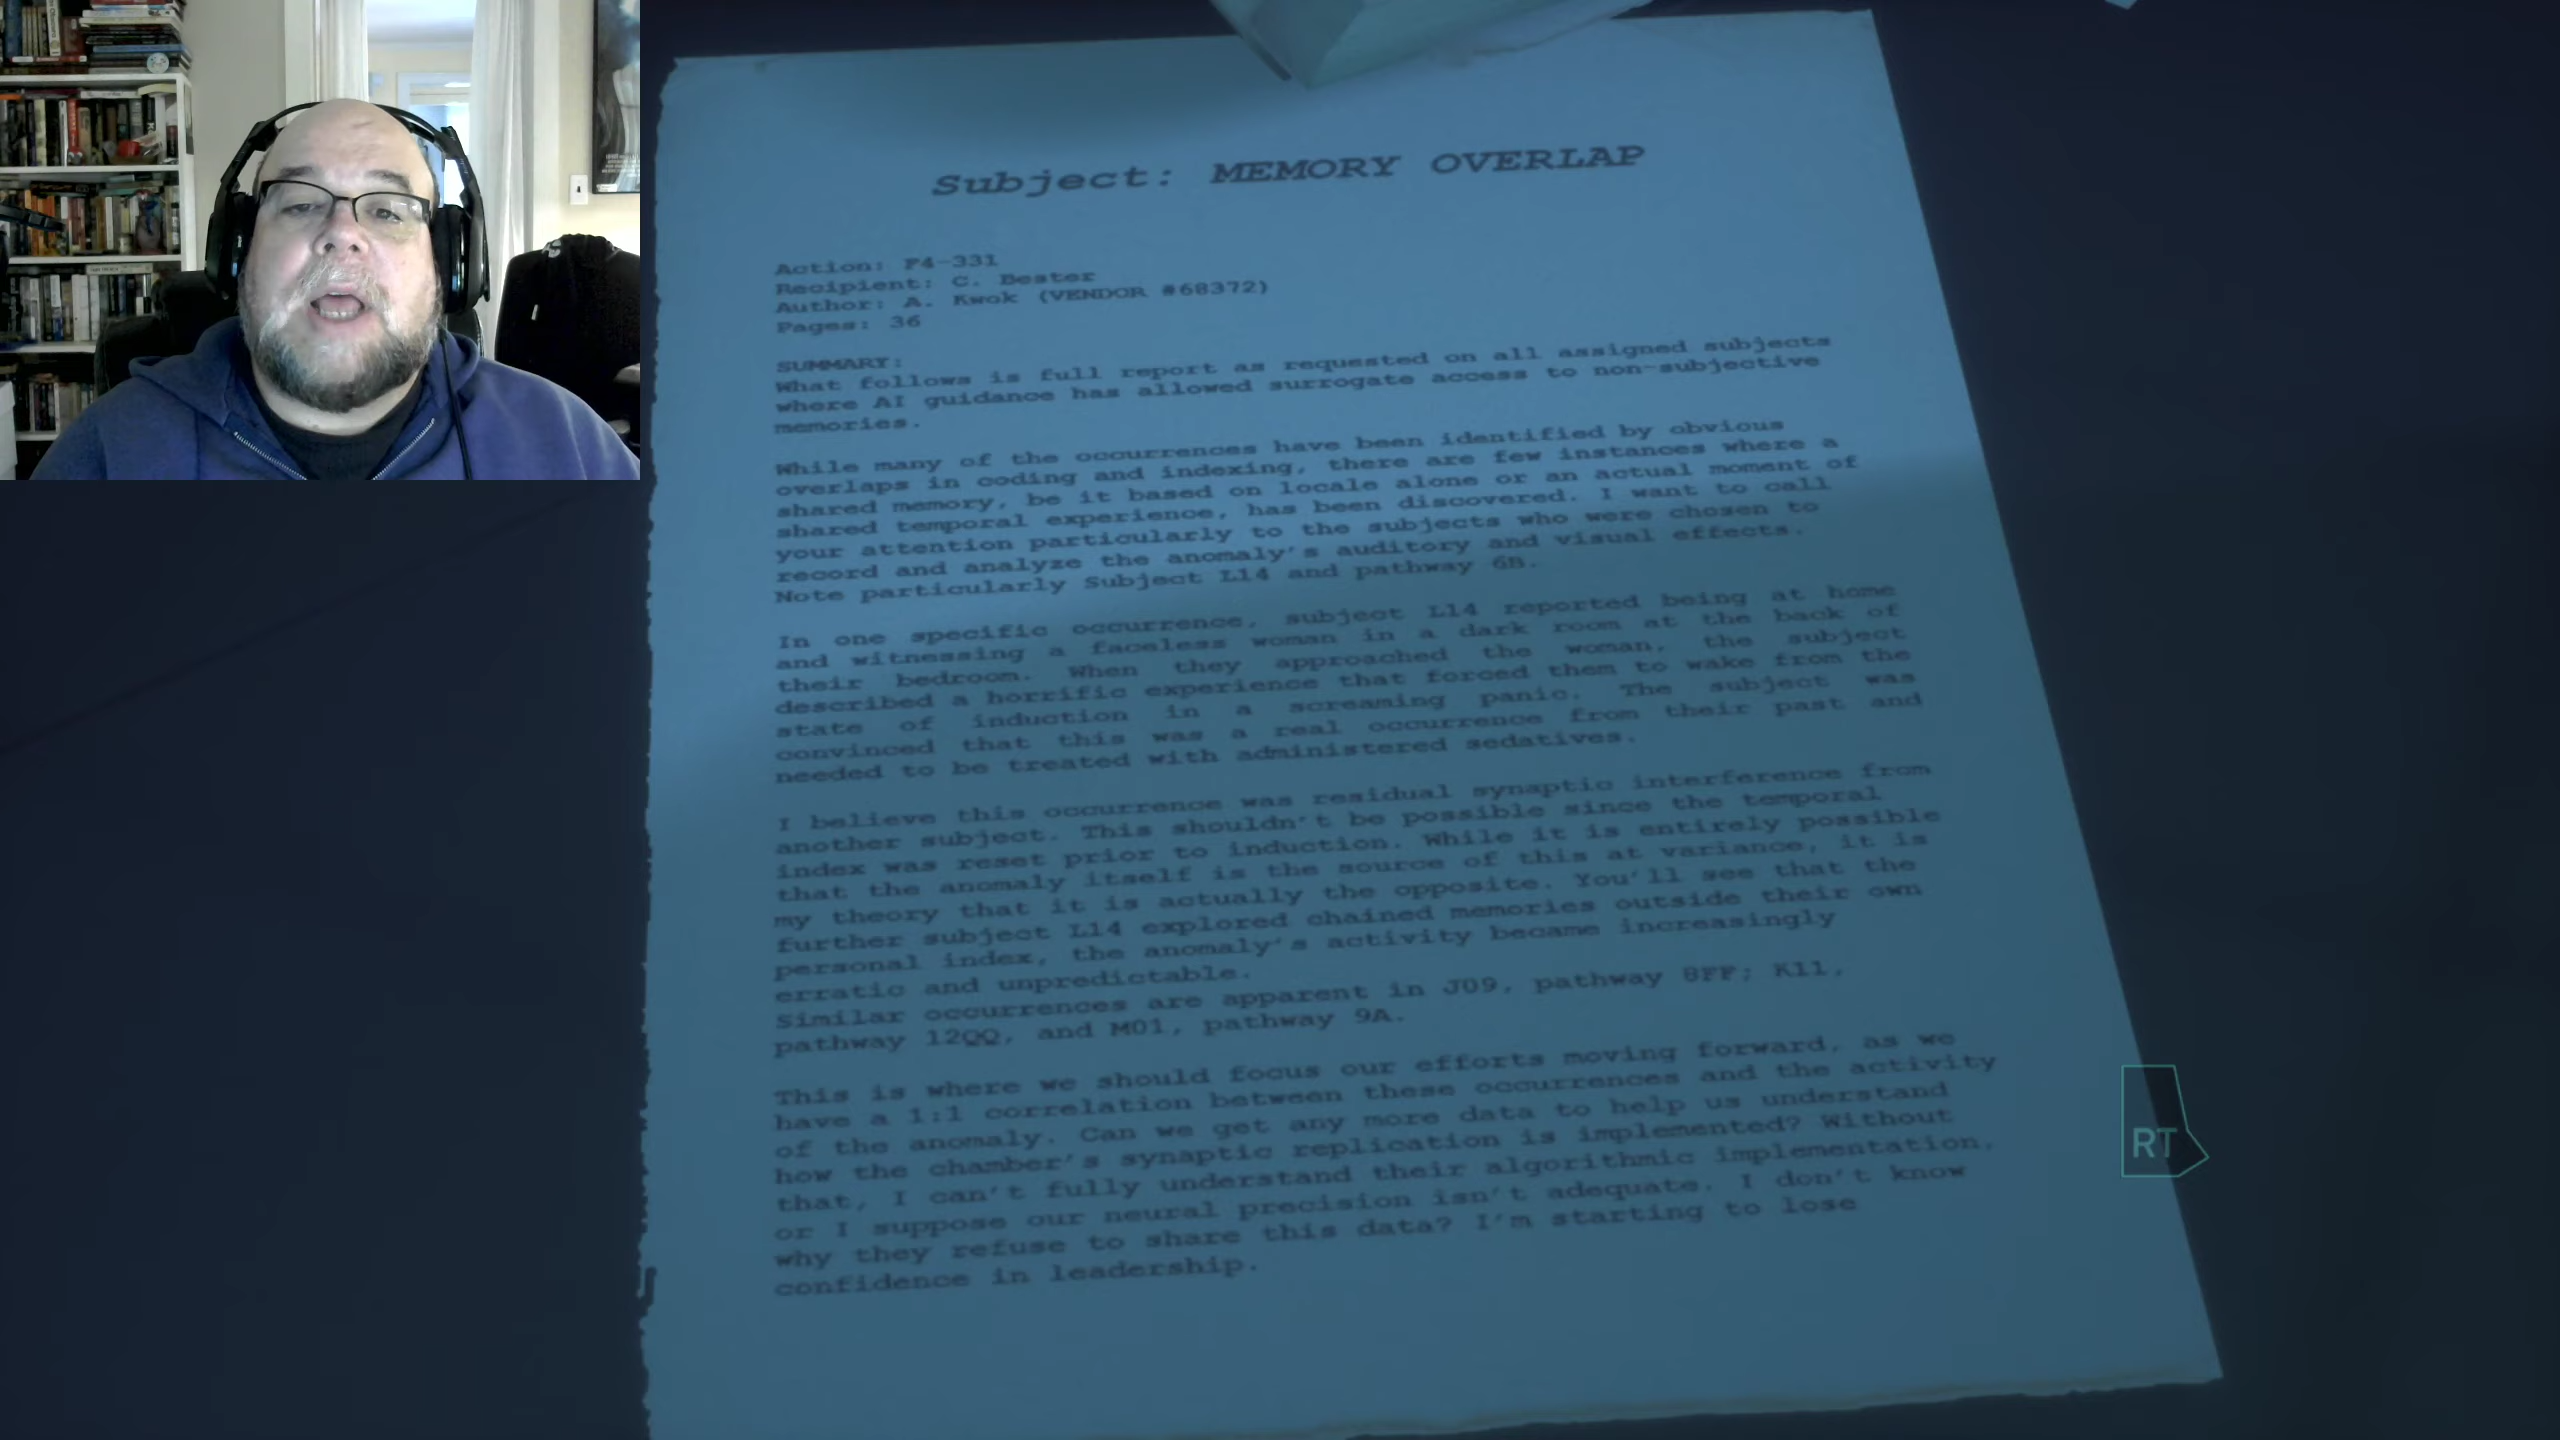 Subject: MEMORY OVERLAP
Action: F4-331
Recipient: C. Bester
Author: A. Kwok (VENDOR #68372)
Pages: 36
SUMMARY:
What follows is full report as requested on all assigned subjects
where AI guidance has allowed surrogate access to non-subjective
memories.
While many of the occurrences have been identified by obvious
overlaps in coding and indexing, there are few instances where a
shared memory, be it based on locale alone or an actual moment of
shared temporal experience, has been discovered. I want to call
your attention particularly to the subjects who were chosen to
record and analyze the anomaly's auditory and visual effects.
Note particularly Subject L14 and pathway 6B.
In one specific occurrence, subject L14 reported being at home
and witnessing a faceless woman in a dark room at the back of
their bedroom. When they approached the woman, the subject
described a horrific experience that forced them to wake from the
state of induction in a screaming panic. The subject was
convinced that this was a real occurrence from their past and
needed to be treated with administered sedatives.
I believe this occurrence was residual synaptic interference from
another subject. This shouldn't be possible since the temporal
index was reset prior to induction. While it is entirely possible
that the anomaly itself is the source of this at variance, it is
my theory that it is actually the opposite. You'll see that the
further subject L14 explored chained memories outside their own
personal index, the anomaly's activity became increasingly
erratic and unpredictable.
Similar occurrences are apparent in J09, pathway 8FF; K11,
pathway 12QQ, and M01, pathway 9A.
This is where we should focus our efforts moving forward, as we
have a 1:1 correlation between these occurrences and the activity
of the anomaly. Can we get any more data to help us understand
how the chamber's synaptic replication is implemented? Without
that, I can't fully understand their algorithmic implementation,
or I suppose our neural precision isn't adequate. I don't know
why they refuse to share this data? I'm starting to lose
confidence in leadership.
RT